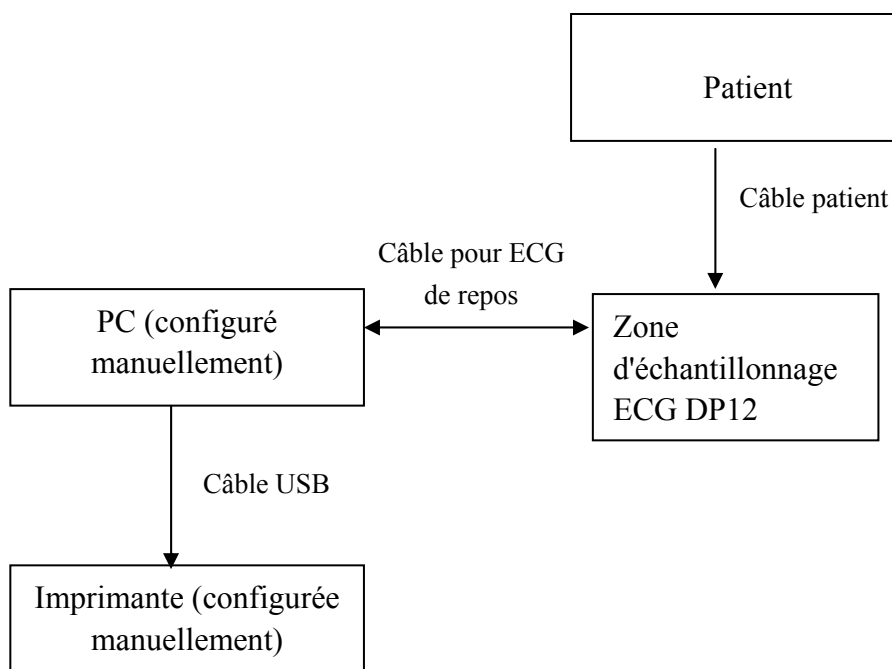 Patient
Câble patient
Câble pour ECG
de repos
PC (configuré
manuellement)
Zone
d'échantillonnage
ECG DP12
Câble USB
Imprimante (configurée
manuellement)